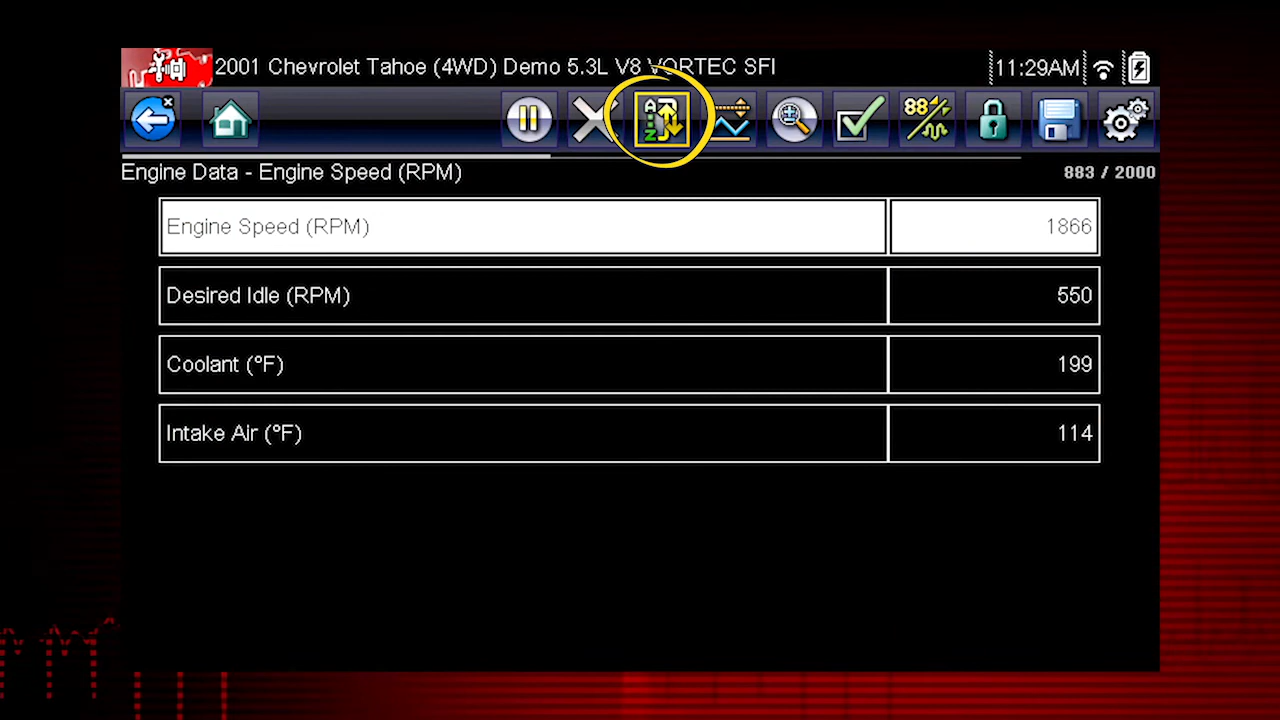 2001 Chevrolet Tahoe (4WD) Demo 5.3L V8 VORTEC SFI
11:29AM
A
Z
88
Engine Data - Engine Speed (RPM)
883 / 2000
Engine Speed (RPM) 1866
Desired Idle (RPM) 550
Coolant (°F) 199
Intake Air (°F) 114